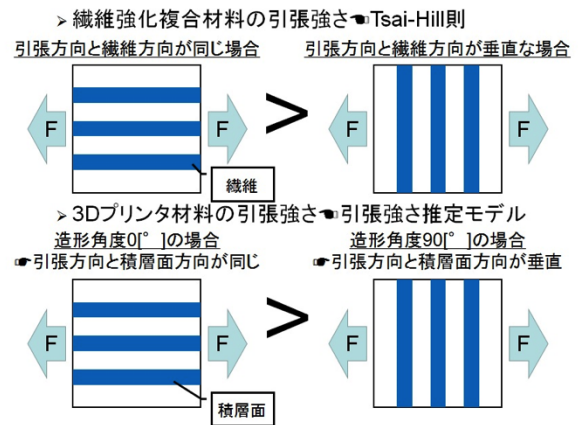 ➢ 繊維強化複合材料の引張強さ☚Tsai-Hill則
引張方向と繊維方向が同じ場合
引張方向と繊維方向が垂直な場合
F
F
>
F
F
繊維
➢ 3Dプリンタ材料の引張強さ☚引張強さ推定モデル
造形角度0[°]の場合
☛引張方向と積層面方向が同じ
造形角度90[°]の場合
☛引張方向と積層面方向が垂直
F
F
>
F
F
積層面